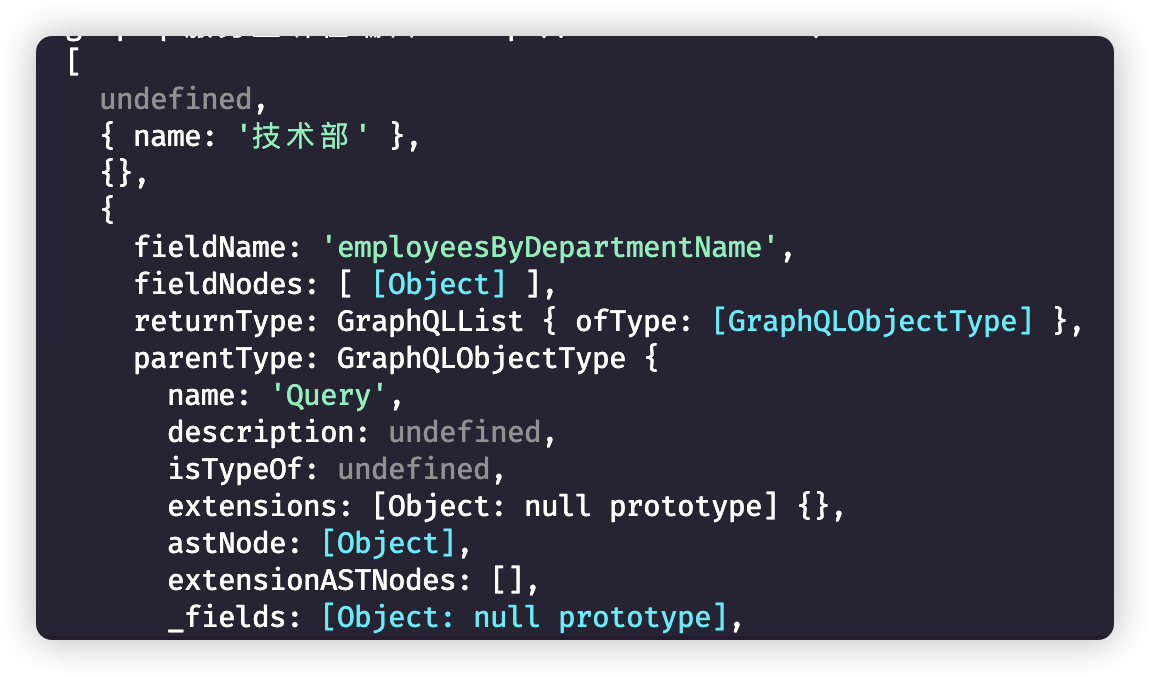 [
  undefined,
  { name: '技术部' },
  {},
  {
    fieldName: 'employeesByDepartmentName',
    fieldNodes: [ [Object] ],
    returnType: GraphQLList { ofType: [GraphQLObjectType] },
    parentType: GraphQLObjectType {
      name: 'Query',
      description: undefined,
      isTypeOf: undefined,
      extensions: [Object: null prototype] {},
      astNode: [Object],
      extensionASTNodes: [],
      _fields: [Object: null prototype],